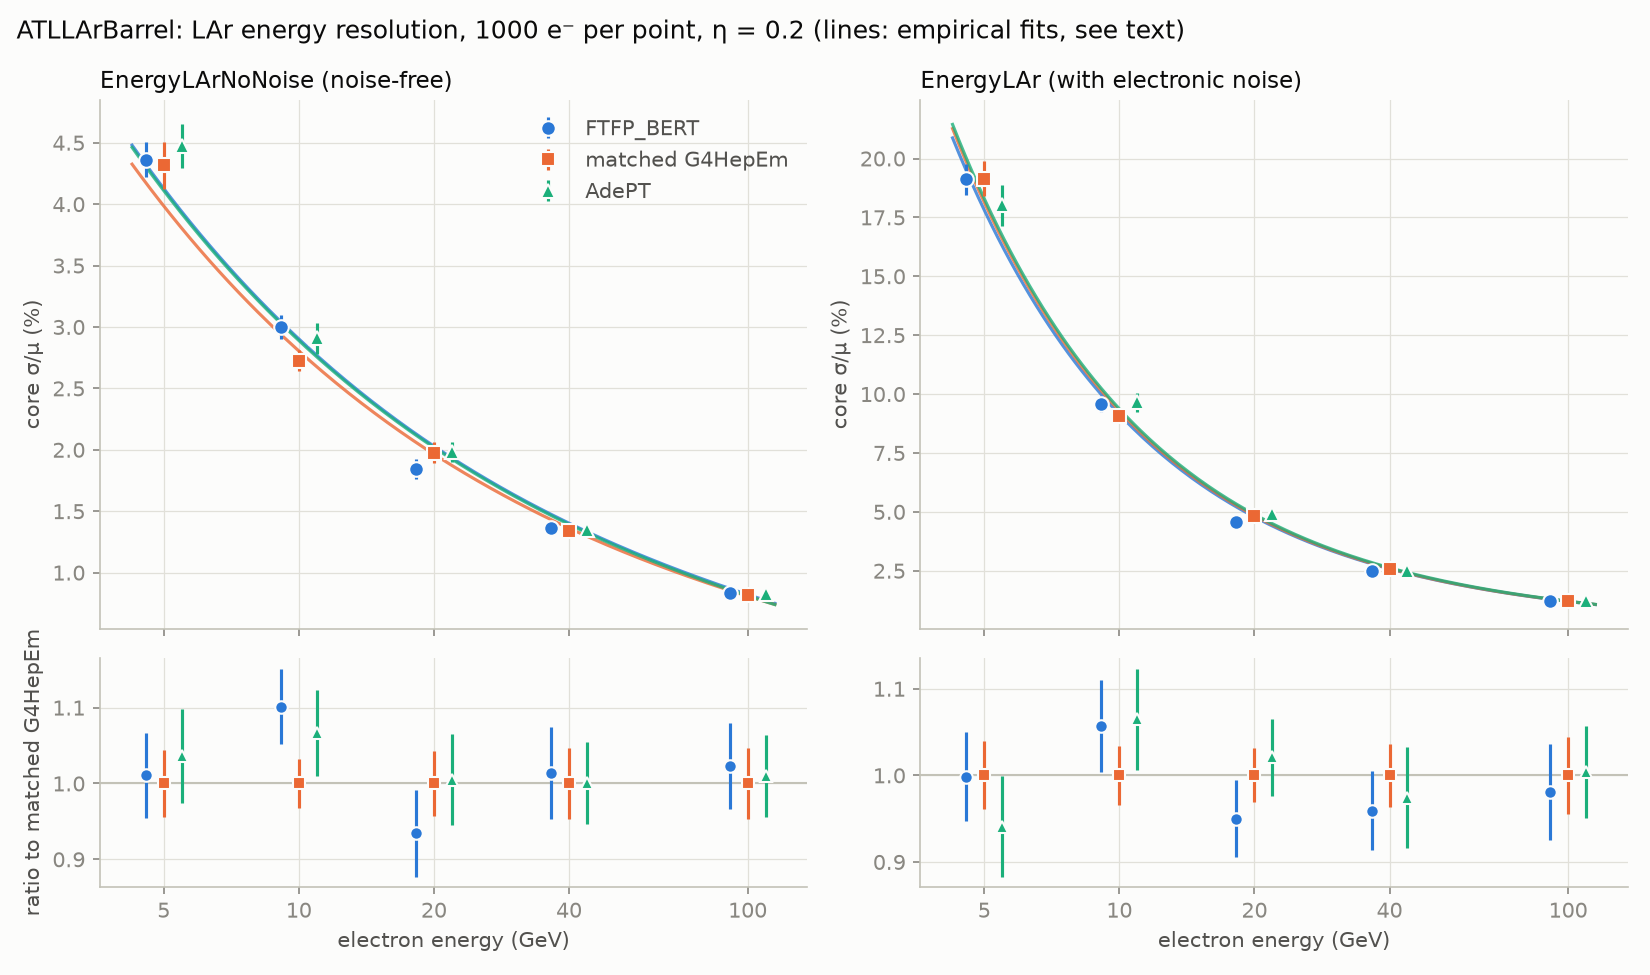 ATLLArBarrel: LAr energy resolution, 1000 e⁻ per point, η = 0.2 (lines: empirical fits, see text)
EnergyLArNoNoise (noise-free)
FTFP_BERT
matched G4HepEm
AdePT
core σ/μ (%)
4.5
4.0
3.5
3.0
2.5
2.0
1.5
1.0
EnergyLAr (with electronic noise)
core σ/μ (%)
20.0
17.5
15.0
12.5
10.0
7.5
5.0
2.5
ratio to matched G4HepEm
1.1
1.0
0.9
5 10 20 40 100
electron energy (GeV)
1.1
1.0
0.9
5 10 20 40 100
electron energy (GeV)